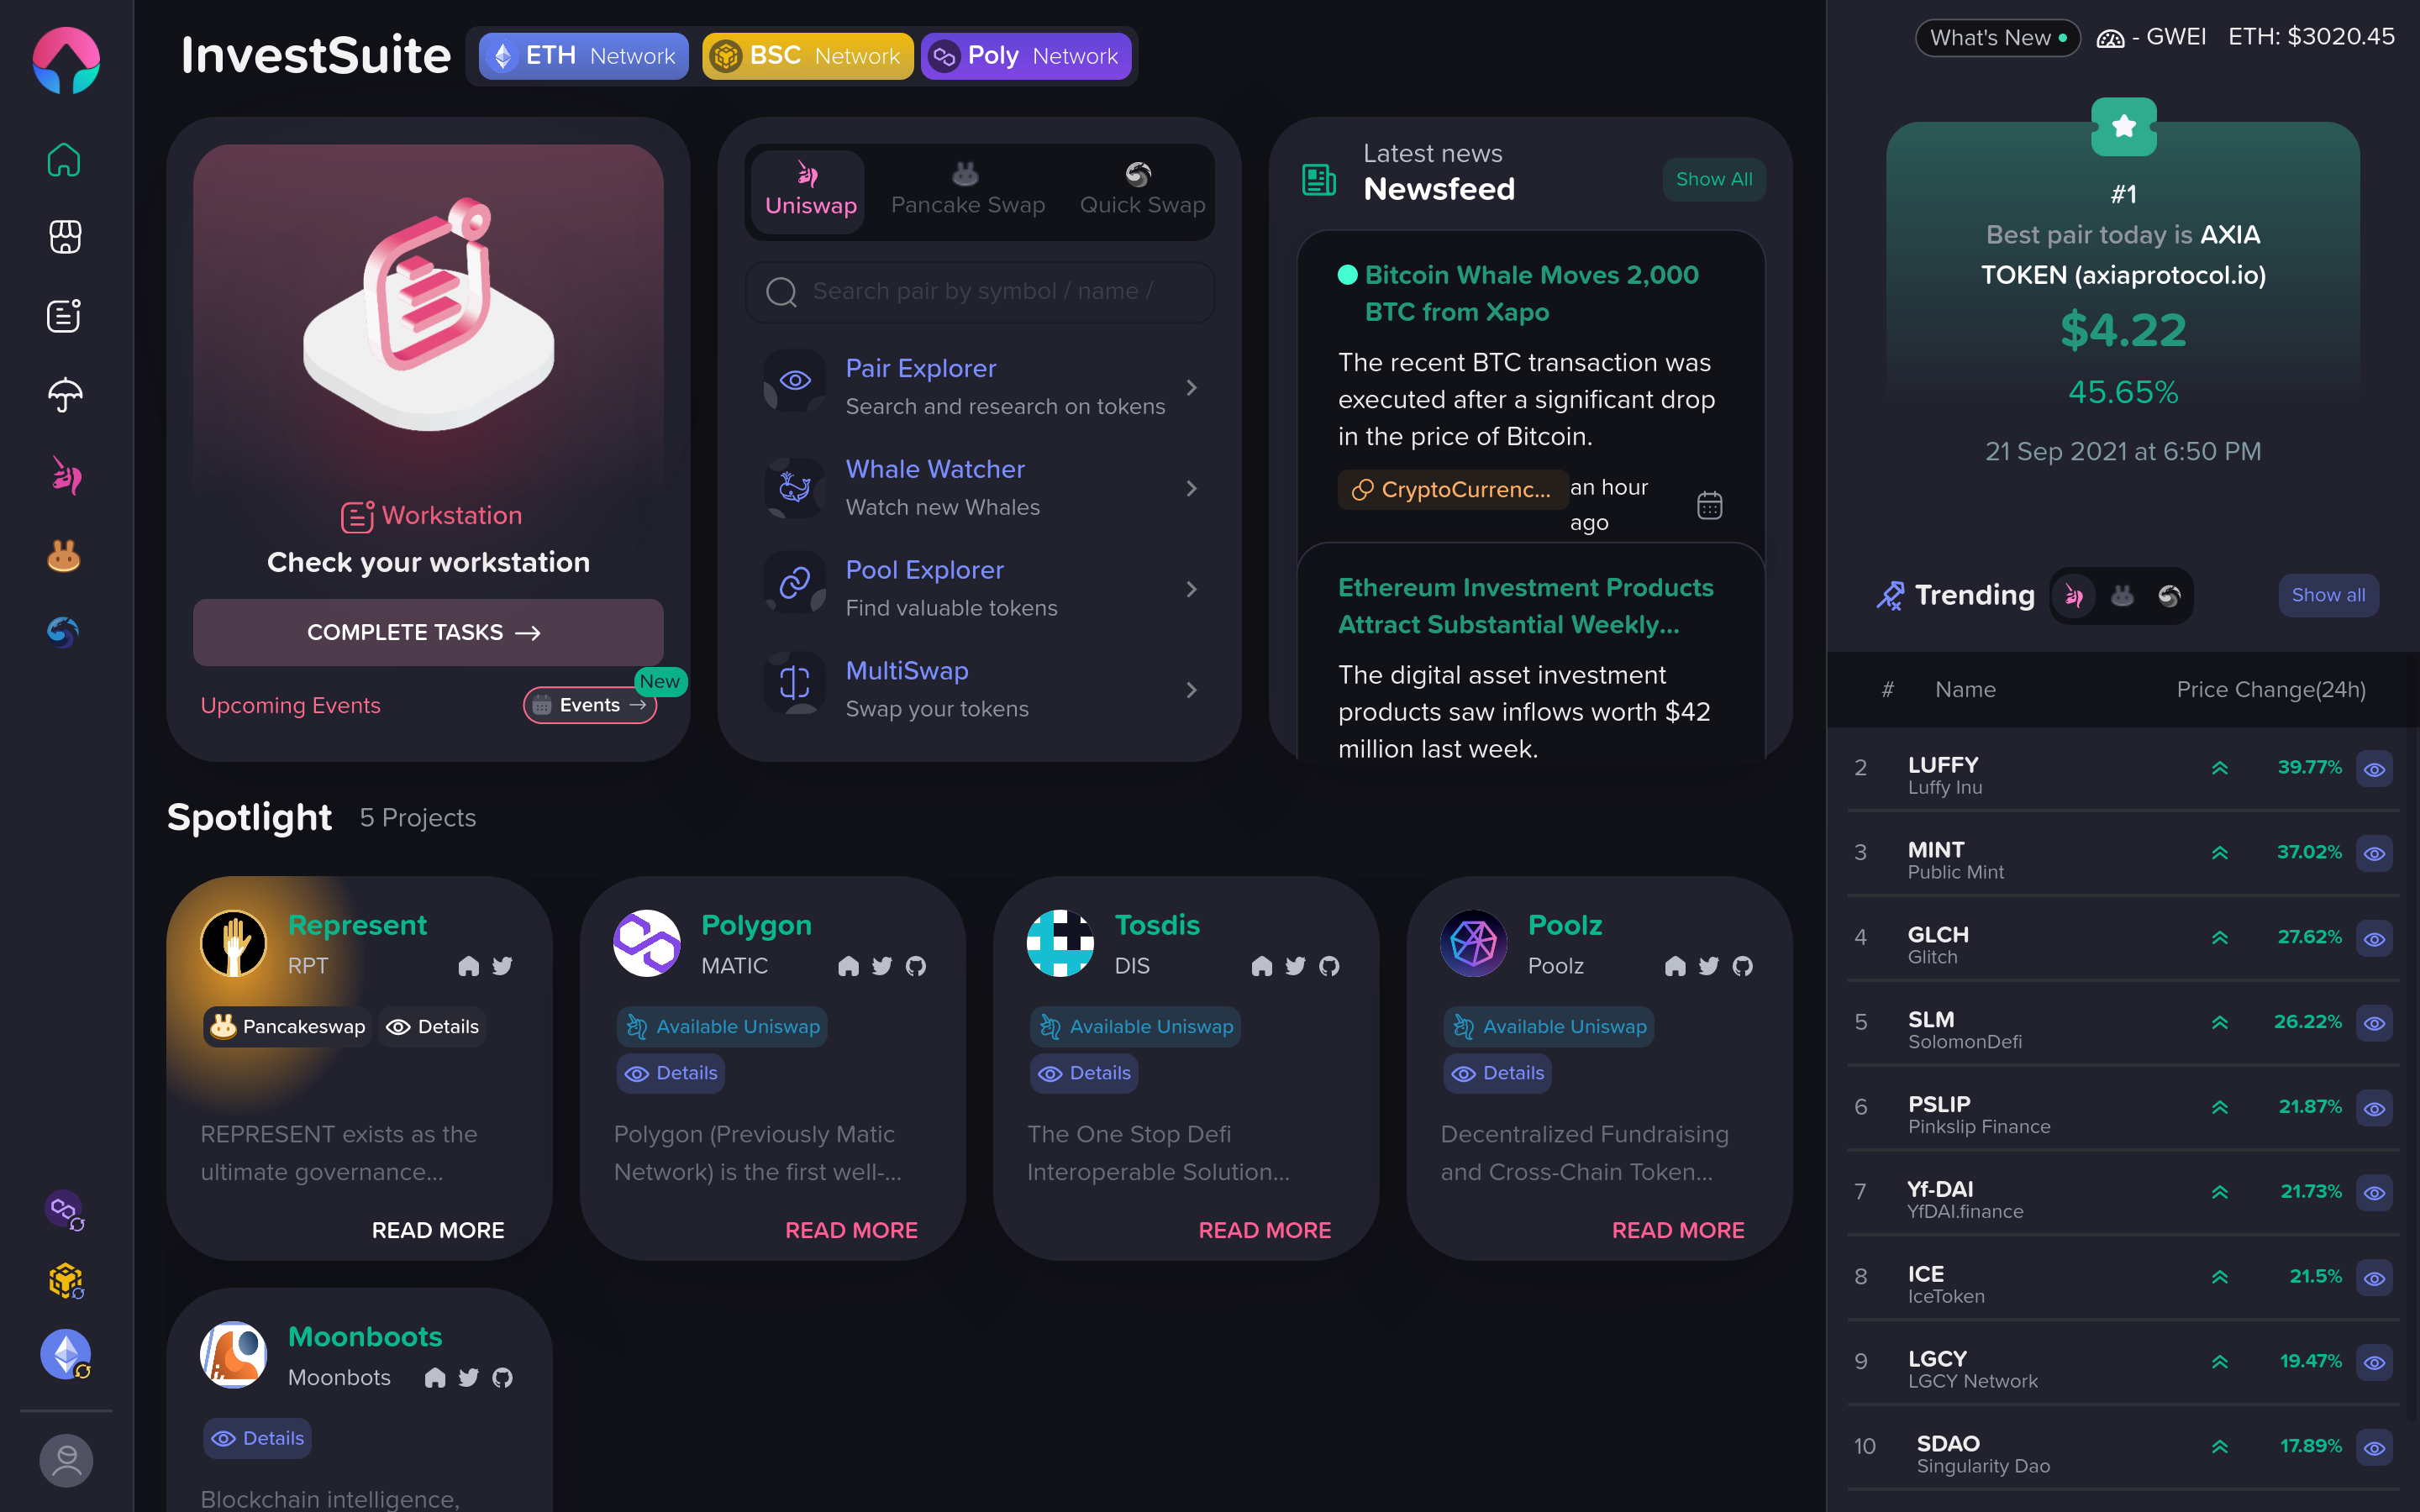 InvestSuite
ETH Network
BSC Network
Poly Network
What's New
- GWEI
ETH: $3020.45
Workstation
Check your workstation
COMPLETE TASKS
Upcoming Events
Events
New
Uniswap
Pancake Swap
Quick Swap
Search pair by symbol / name /
Pair Explorer
Search and research on tokens
Whale Watcher
Watch new Whales
Pool Explorer
Find valuable tokens
MultiSwap
Swap your tokens
Latest news
Newsfeed
Show All
Bitcoin Whale Moves 2,000
BTC from Xapo
The recent BTC transaction was
executed after a significant drop
in the price of Bitcoin.
CryptoCurrenc...
an hour
ago
Ethereum Investment Products
Attract Substantial Weekly...
The digital asset investment
products saw inflows worth $42
million last week.
Spotlight
5 Projects
Represent
RPT
Pancakeswap
Details
REPRESENT exists as the
ultimate governance...
READ MORE
Polygon
MATIC
Available Uniswap
Details
Polygon (Previously Matic
Network) is the first well-...
READ MORE
Tosdis
DIS
Available Uniswap
Details
The One Stop Defi
Interoperable Solution...
READ MORE
Poolz
Poolz
Available Uniswap
Details
Decentralized Fundraising
and Cross-Chain Token...
READ MORE
Moonboots
Moonbots
Details
Blockchain intelligence,
#1
Best pair today is AXIA
TOKEN (axiaprotocol.io)
$4.22
45.65%
21 Sep 2021 at 6:50 PM
Trending
Show all
# Name Price Change(24h)
2 LUFFY 39.77%
Luffy Inu
3 MINT 37.02%
Public Mint
4 GLCH 27.62%
Glitch
5 SLM 26.22%
SolomonDefi
6 PSLIP 21.87%
Pinkslip Finance
7 Yf-DAI 21.73%
YfDAI.finance
8 ICE 21.5%
IceToken
9 LGCY 19.47%
LGCY Network
10 SDAO 17.89%
Singularity Dao